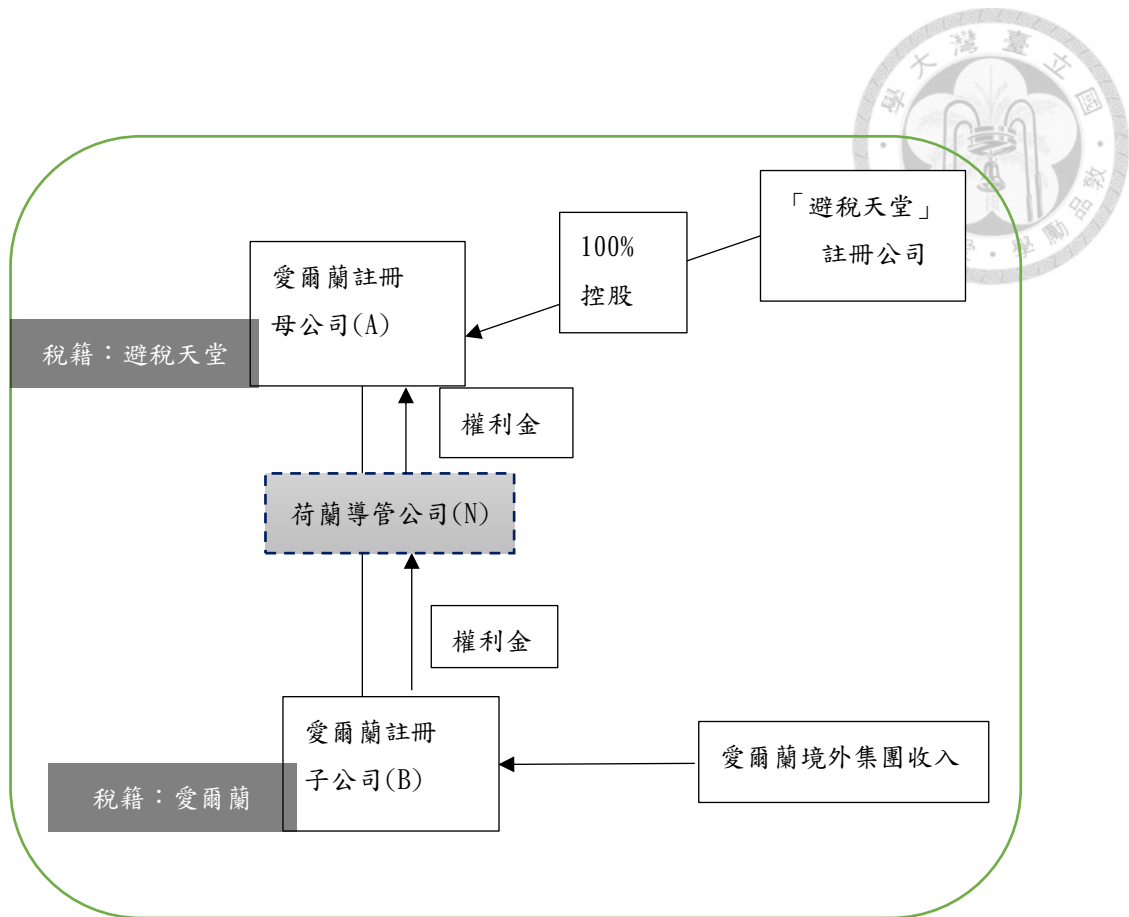 「避稅天堂」
註冊公司
100%
控股
愛爾蘭註冊
母公司(A)
稅籍：避稅天堂
權利金
荷蘭導管公司(N)
權利金
愛爾蘭註冊
子公司(B)
稅籍：愛爾蘭
愛爾蘭境外集團收入